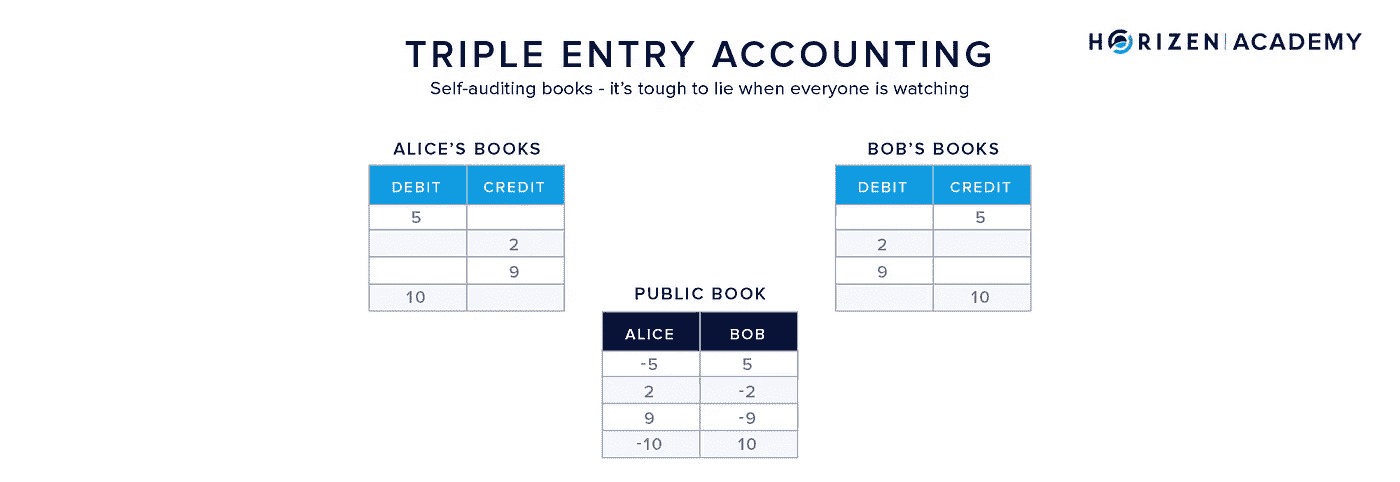 HORIZEN | ACADEMY
TRIPLE ENTRY ACCOUNTING
Self-auditing books - it's tough to lie when everyone is watching
ALICE'S BOOKS
DEBIT CREDIT
5
2
9
10
BOB'S BOOKS
DEBIT CREDIT
5
2
9
10
PUBLIC BOOK
ALICE BOB
-5 5
2 -2
9 -9
-10 10